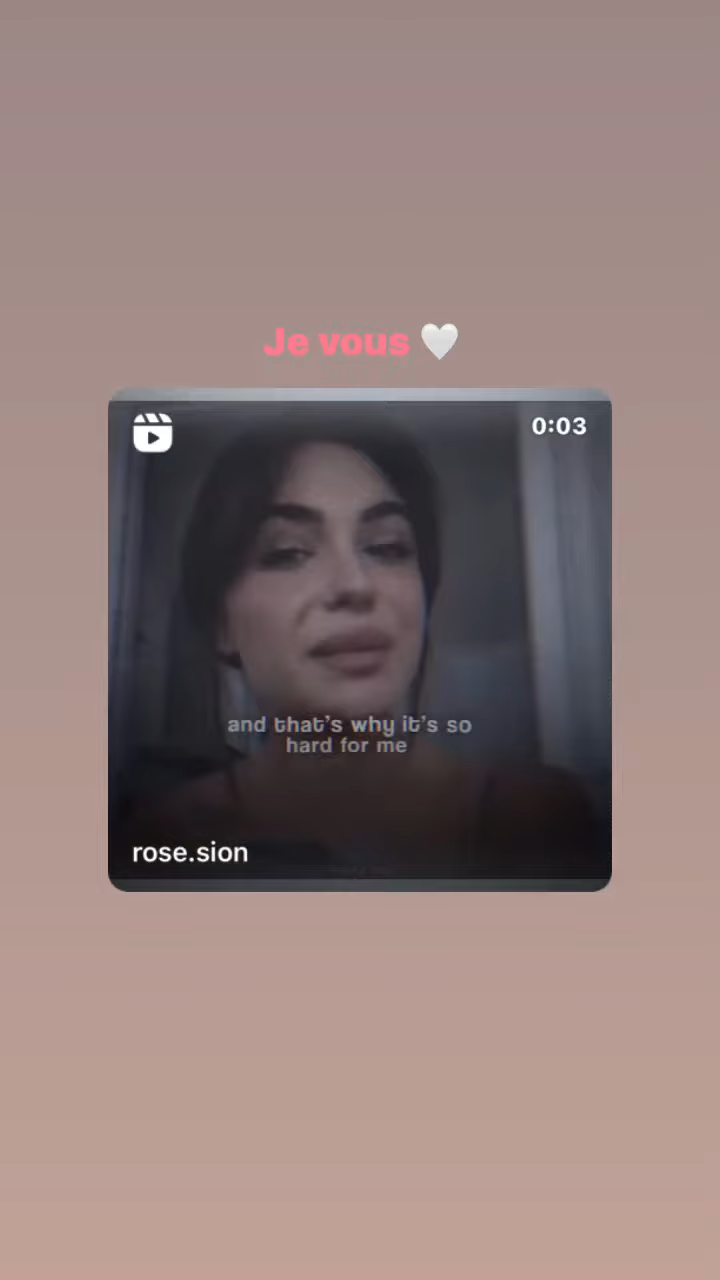 Je vous 🤍
0:03
and that's why it's so
hard for me
rose.sion